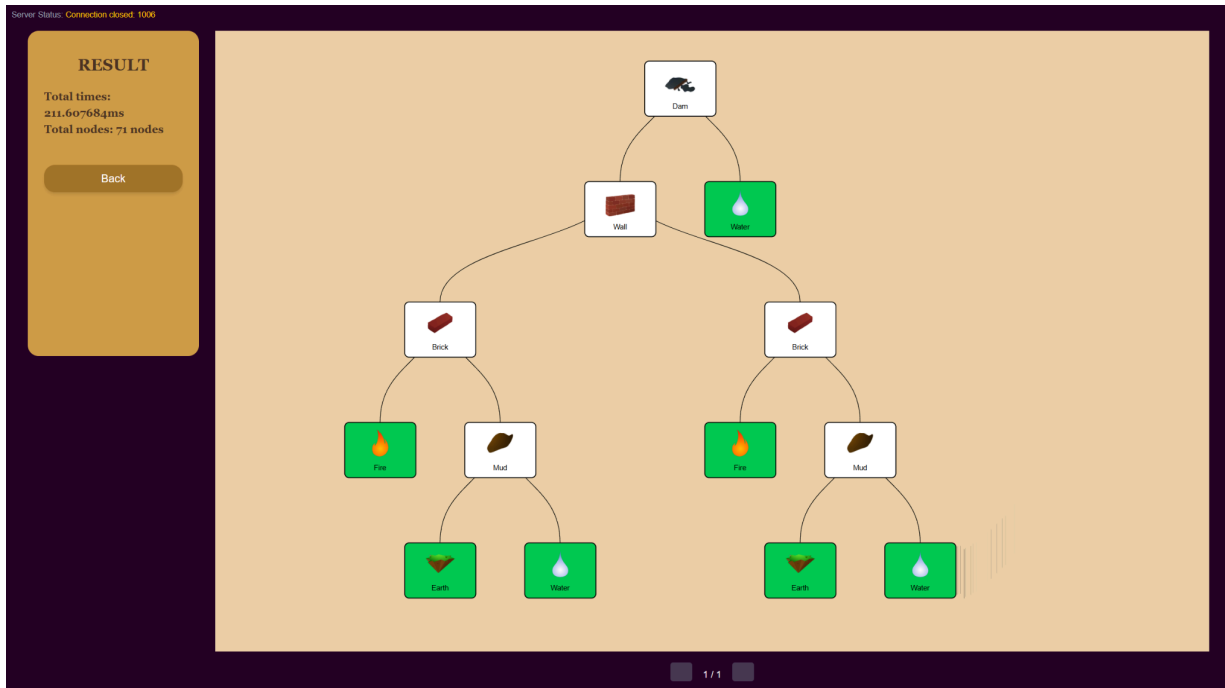 Server Status: Connection closed: 1006
RESULT
Total times:
211.607684ms
Total nodes: 71 nodes
Back
Dam
Wall
Water
Brick
Brick
Fire
Mud
Fire
Mud
Earth
Water
Earth
Water
1 / 1